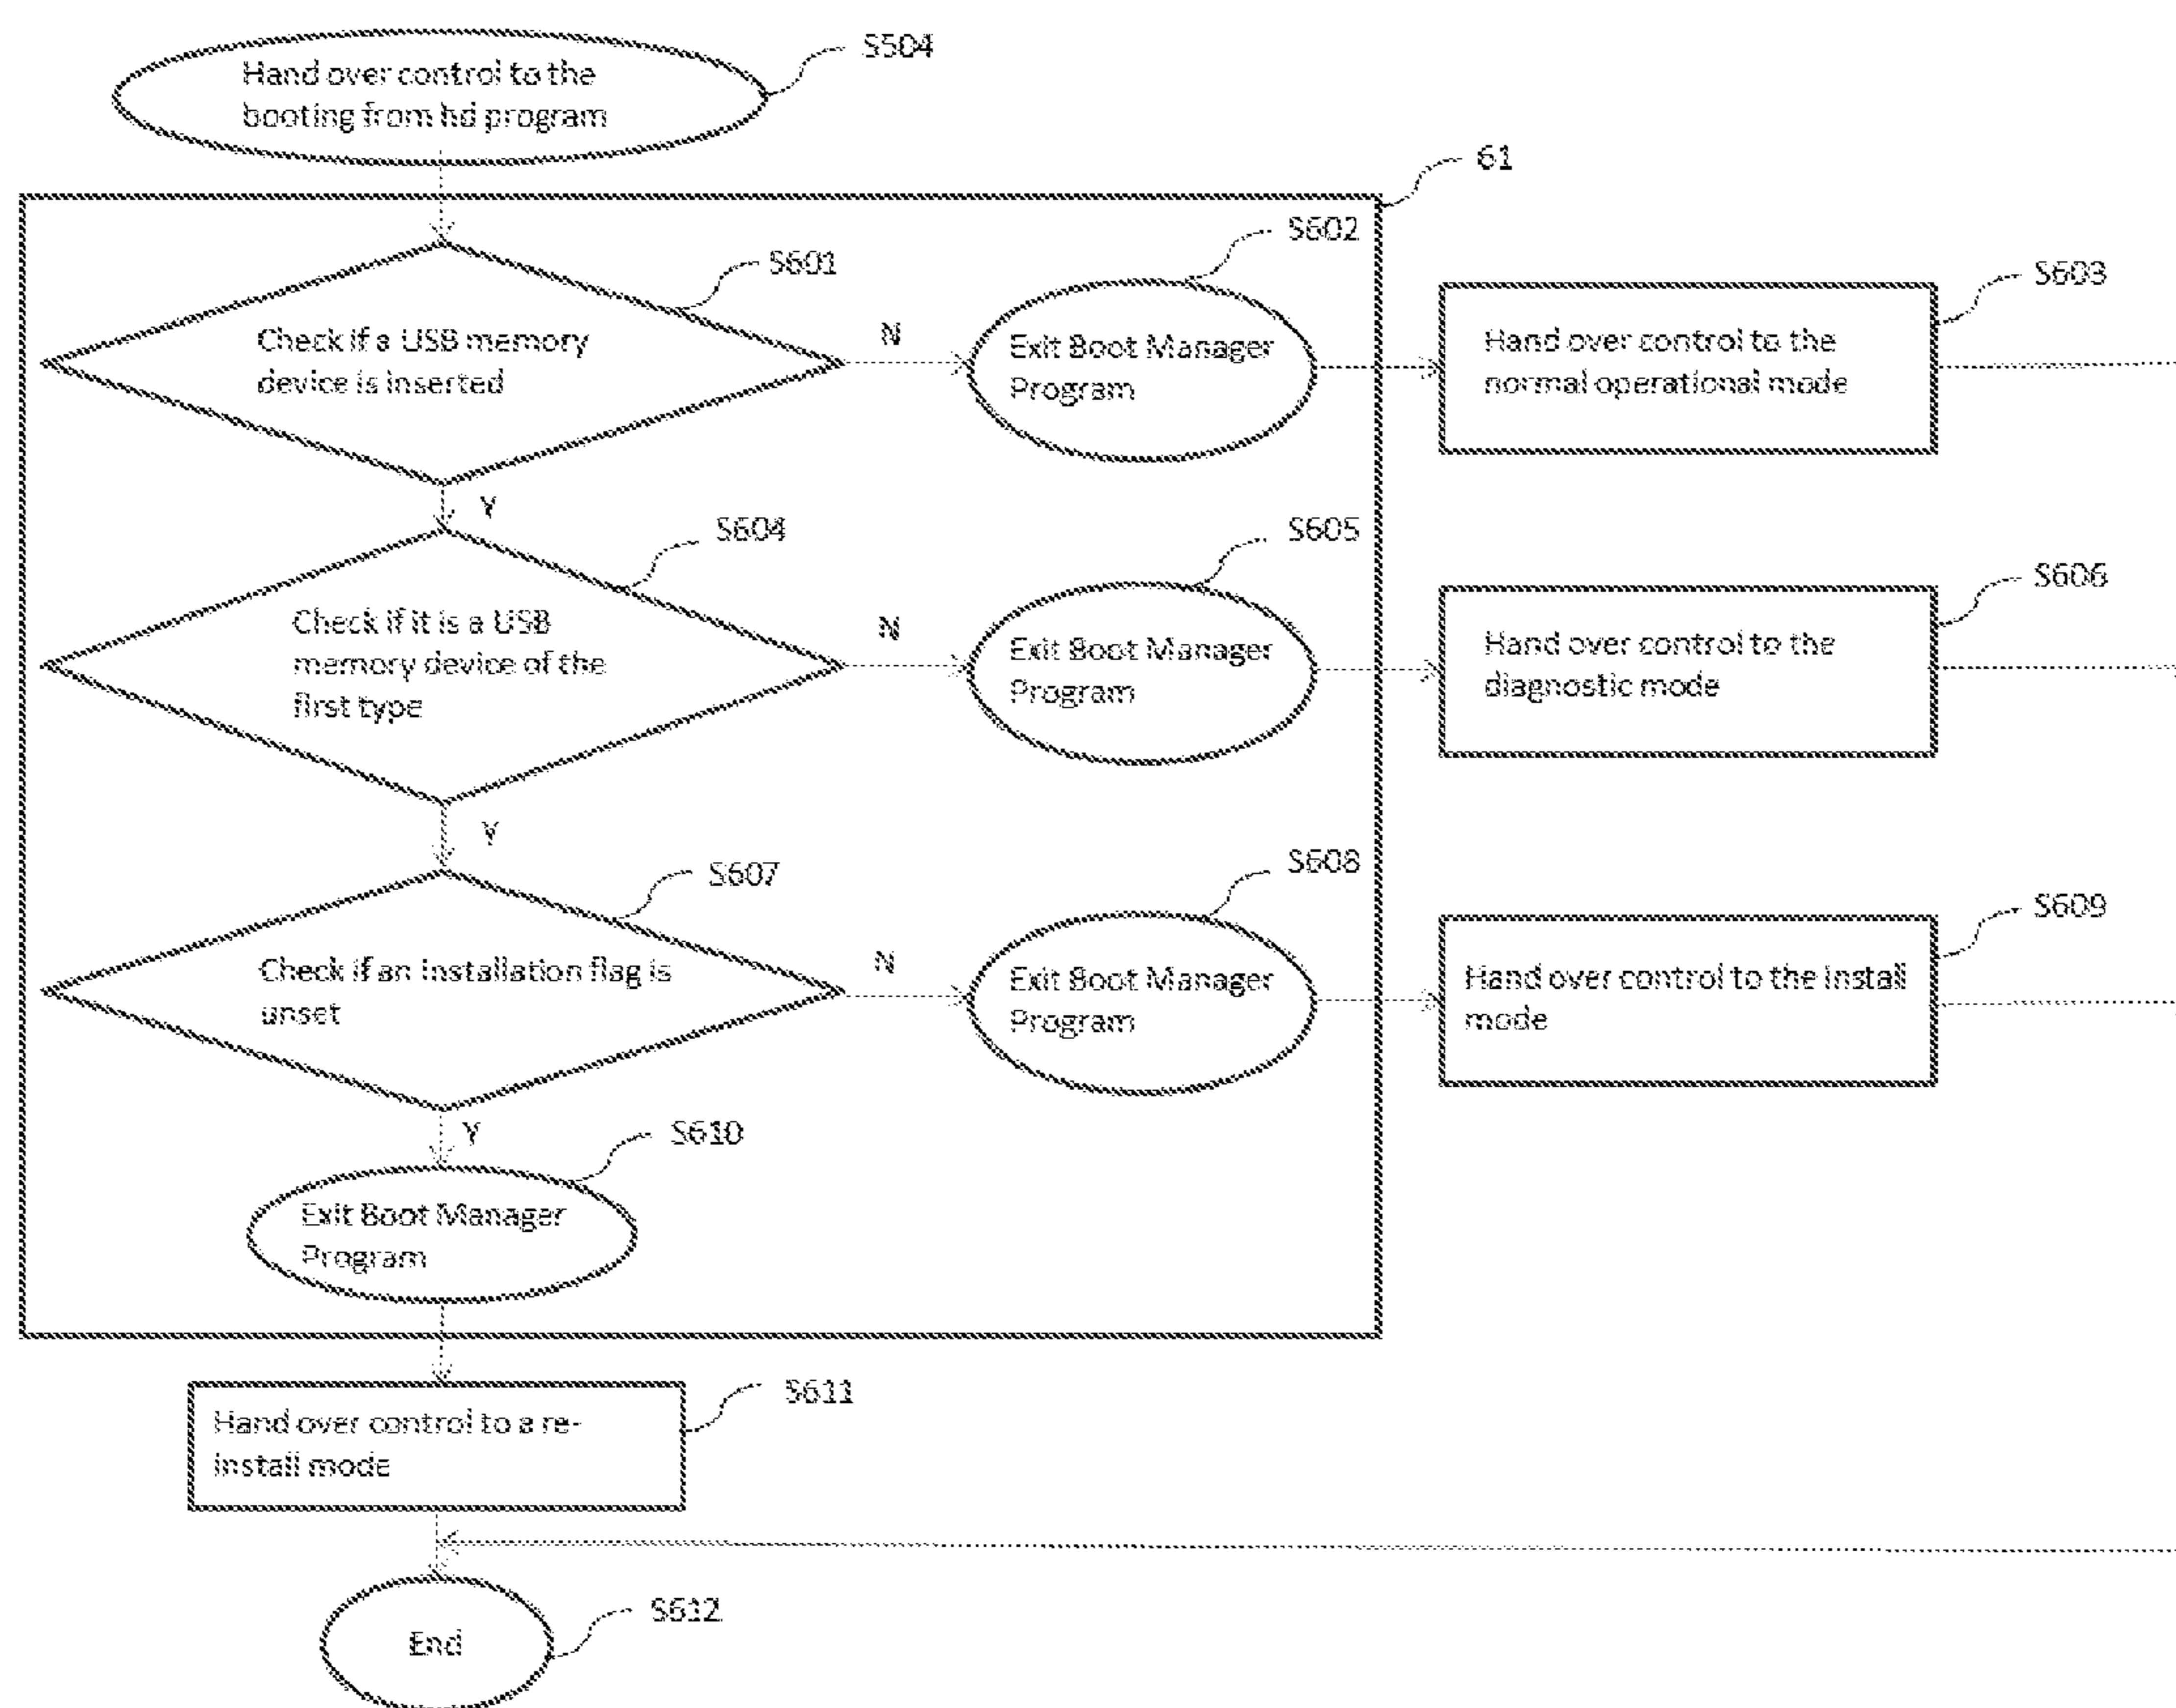 Hand over control to the
booting from hd program
S504
61
Check if a USB memory
device is inserted
S601
N
Exit Boot Manager
Program
S602
Hand over control to the
normal operational mode
S603
Y
Check if it is a USB
memory device of the
first type
S604
N
Exit Boot Manager
Program
S605
Hand over control to the
diagnostic mode
S606
Y
Check if an installation flag is
unset
S607
N
Exit Boot Manager
Program
S608
Hand over control to the install
mode
S609
Y
Exit Boot Manager
Program
S610
Hand over control to a re-
install mode
S611
End
S612